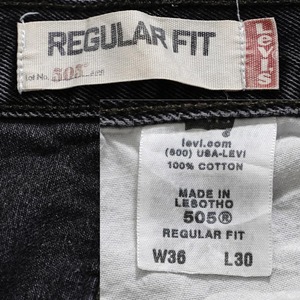 REGULAR FIT
Lot No. 505
Levi's
®
levi.com
(800) USA-LEVI
100% COTTON
MADE IN
LESOTHO
505®
REGULAR FIT
W36 L30